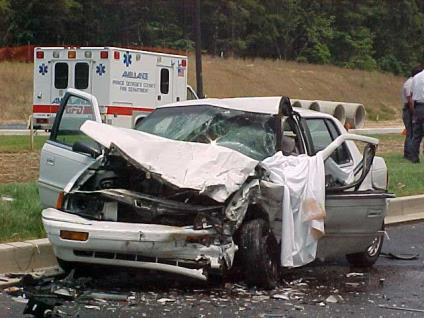 AMBULANCE
PRINCE GEORGE'S COUNTY
FIRE DEPARTMENT